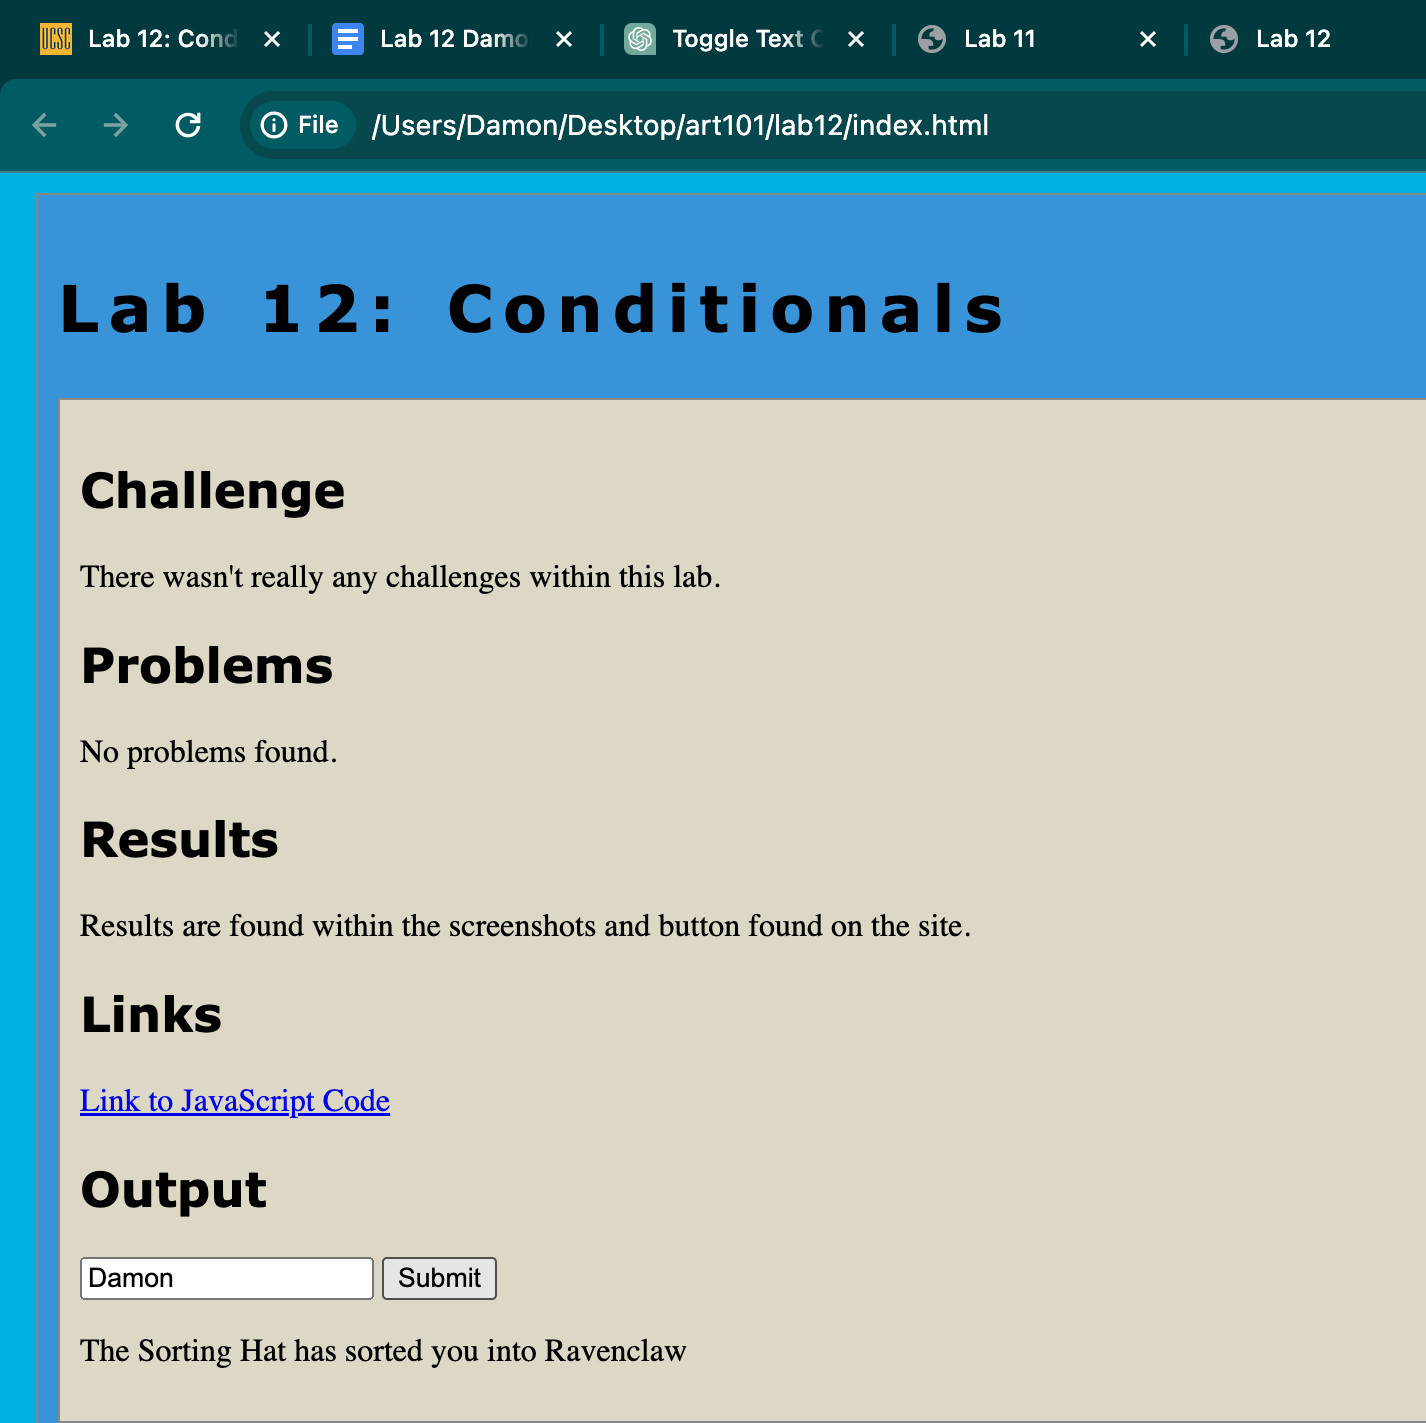 UCSC Lab 12: Cond
Lab 12 Damo
Toggle Text C
Lab 11
Lab 12
File /Users/Damon/Desktop/art101/lab12/index.html
Lab 12: Conditionals
Challenge
There wasn't really any challenges within this lab.
Problems
No problems found.
Results
Results are found within the screenshots and button found on the site.
Links
Link to JavaScript Code
Output
Damon Submit
The Sorting Hat has sorted you into Ravenclaw